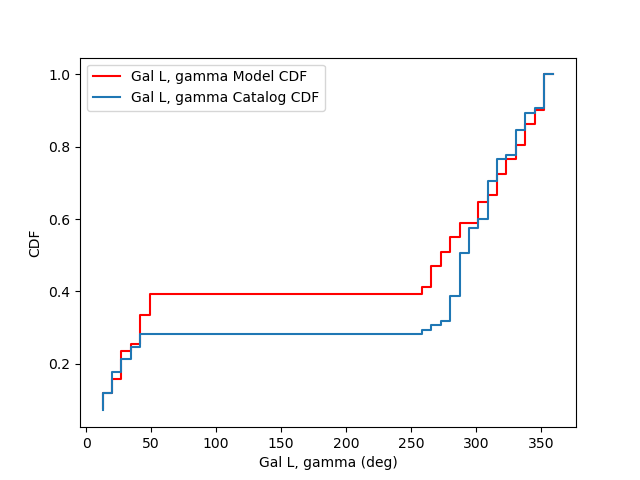 Gal L, gamma Model CDF
Gal L, gamma Catalog CDF
1.0
0.8
0.6
0.4
0.2
CDF
0 50 100 150 200 250 300 350
Gal L, gamma (deg)